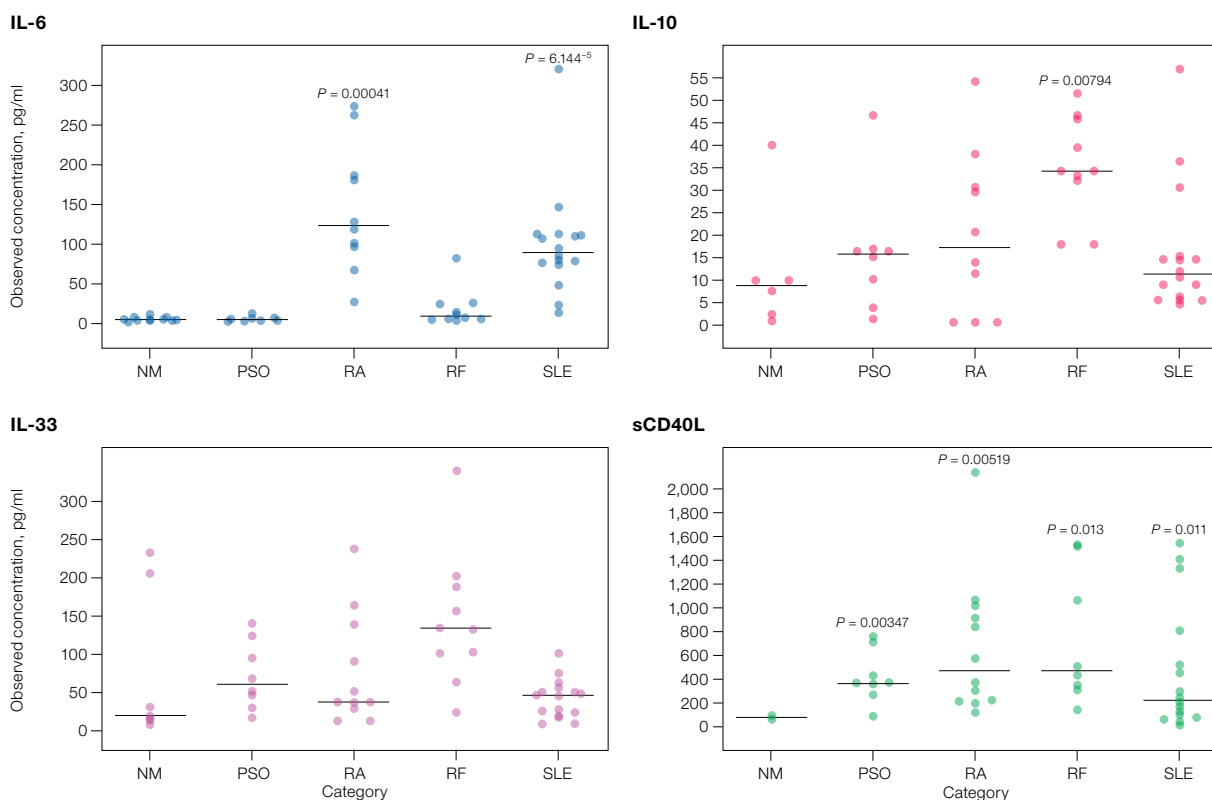 IL-6
Observed concentration, pg/ml
300
250
200
150
100
50
0
P = 0.00041
P = 6.144⁻⁵
NM PSO RA RF SLE
IL-10
55
50
45
40
35
30
25
20
15
10
5
0
P = 0.00794
NM PSO RA RF SLE
IL-33
Observed concentration, pg/ml
300
250
200
150
100
50
0
NM PSO RA RF SLE
Category
sCD40L
2,000
1,800
1,600
1,400
1,200
1,000
800
600
400
200
0
P = 0.00347
P = 0.00519
P = 0.013
P = 0.011
NM PSO RA RF SLE
Category